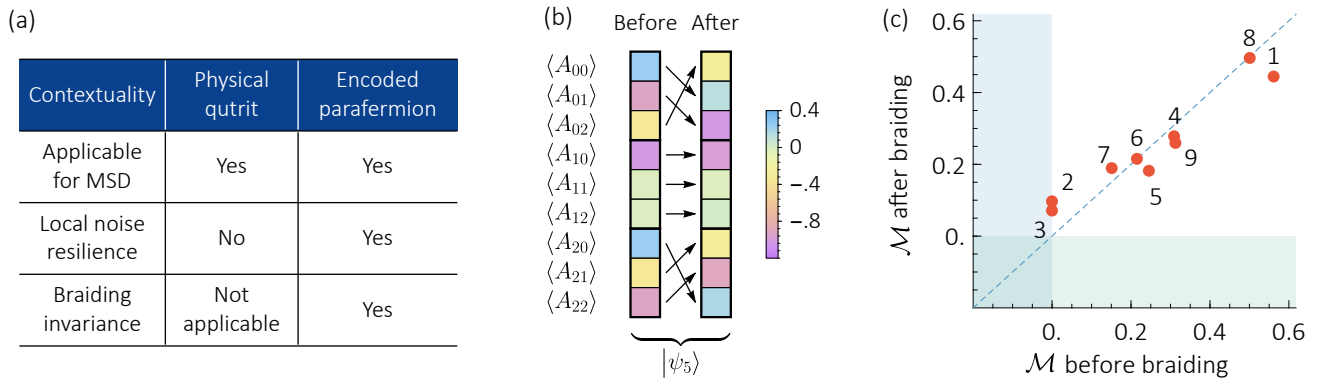 (a)
Contextuality
Physical
qutrit
Encoded
parafermion
Applicable
for MSD
Yes
Yes
Local noise
resilience
No
Yes
Braiding
invariance
Not
applicable
Yes
(b)
Before After
⟨A₀₀⟩
⟨A₀₁⟩
⟨A₀₂⟩
⟨A₁₀⟩
⟨A₁₁⟩
⟨A₁₂⟩
⟨A₂₀⟩
⟨A₂₁⟩
⟨A₂₂⟩
0.4
0
-.4
-.8
|ψ₅⟩
(c)
ℳ after braiding
0.6
0.4
0.2
0.
8
1
4
6
7
9
5
2
3
0. 0.2 0.4 0.6
ℳ before braiding